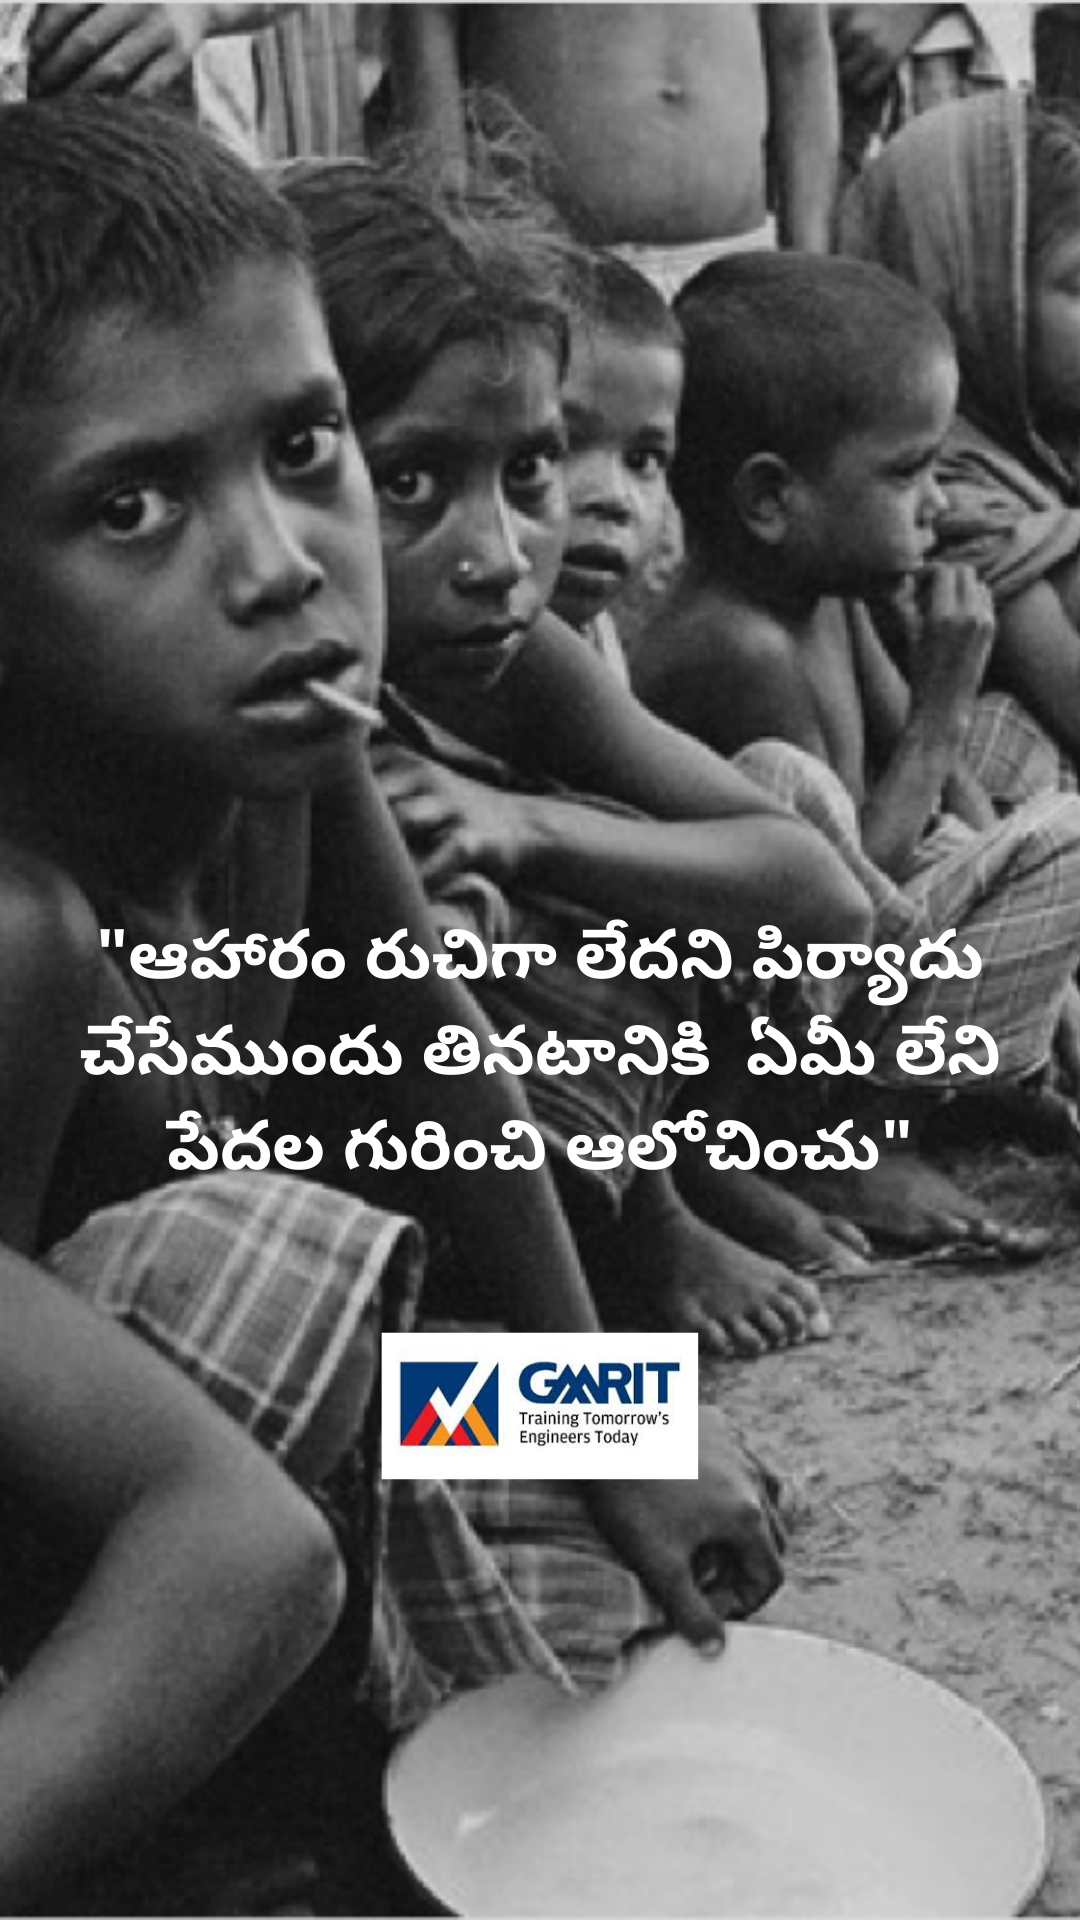 "ఆహారం రుచిగా లేదని పిర్యాదు
చేసేముందు తినటానికి  ఏమీ లేని
పేదల గురించి ఆలోచించు"
GMRIT
Training Tomorrow's
Engineers Today